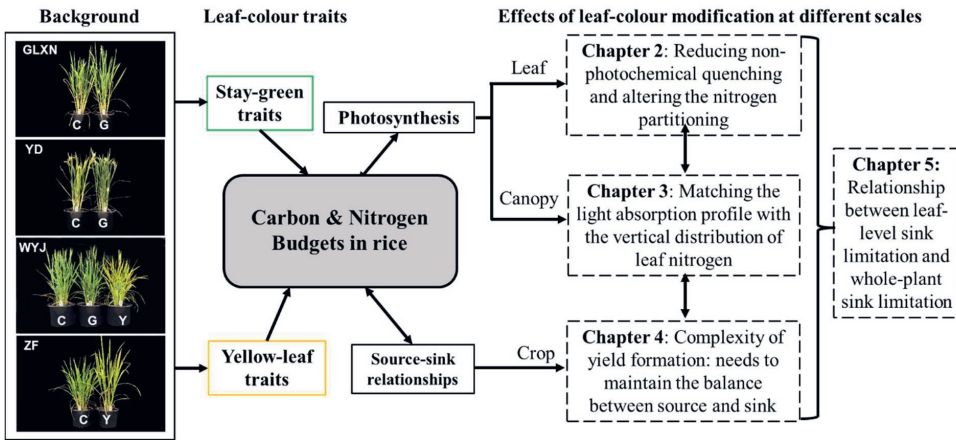 Background
Leaf-colour traits
Effects of leaf-colour modification at different scales
GLXN
C G
YD
C G
WYJ
C G Y
ZF
C Y
Stay-green
traits
Yellow-leaf
traits
Carbon & Nitrogen
Budgets in rice
Photosynthesis
Source-sink
relationships
Leaf
Canopy
Crop
Chapter 2: Reducing non-
photochemical quenching
and altering the nitrogen
partitioning
Chapter 3: Matching the
light absorption profile with
the vertical distribution of
leaf nitrogen
Chapter 4: Complexity of
yield formation: needs to
maintain the balance
between source and sink
Chapter 5:
Relationship
between leaf-
level sink
limitation and
whole-plant
sink limitation